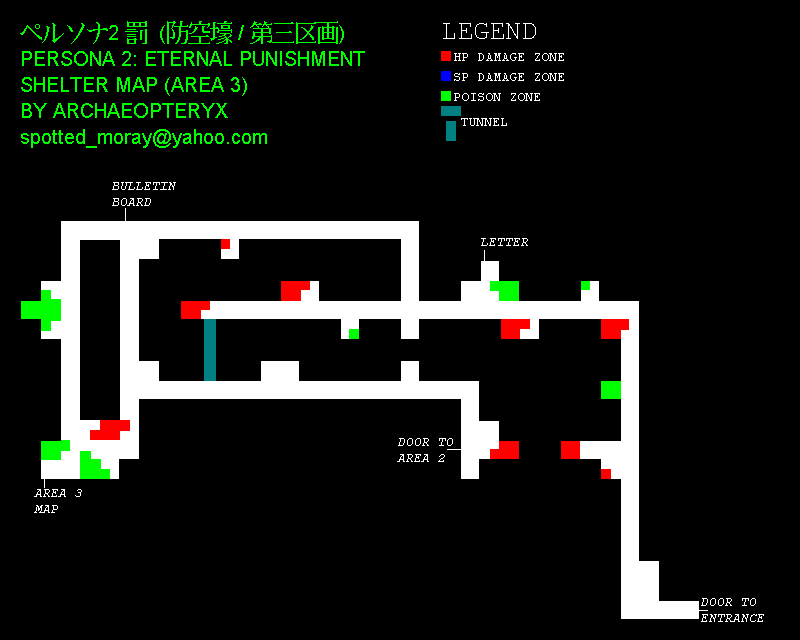 ペルソナ2 罰 (防空壕 / 第三区画)
PERSONA 2: ETERNAL PUNISHMENT
SHELTER MAP (AREA 3)
BY ARCHAEOPTERYX
spotted_moray@yahoo.com
LEGEND
HP DAMAGE ZONE
SP DAMAGE ZONE
POISON ZONE
TUNNEL
BULLETIN
BOARD
LETTER
DOOR TO
AREA 2
AREA 3
MAP
DOOR TO
ENTRANCE